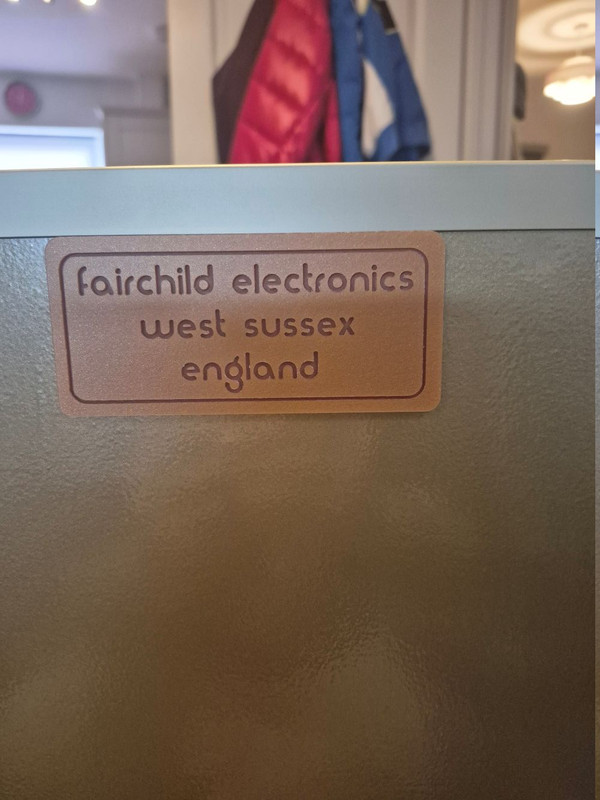 fairchild electronics
west sussex
england